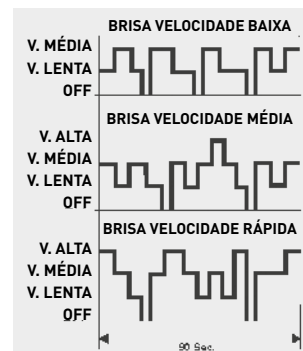 BRISA VELOCIDADE BAIXA
V. MÉDIA
V. LENTA
OFF
BRISA VELOCIDADE MÉDIA
V. ALTA
V. MÉDIA
V. LENTA
OFF
BRISA VELOCIDADE RÁPIDA
V. ALTA
V. MÉDIA
V. LENTA
OFF
90 Sec.